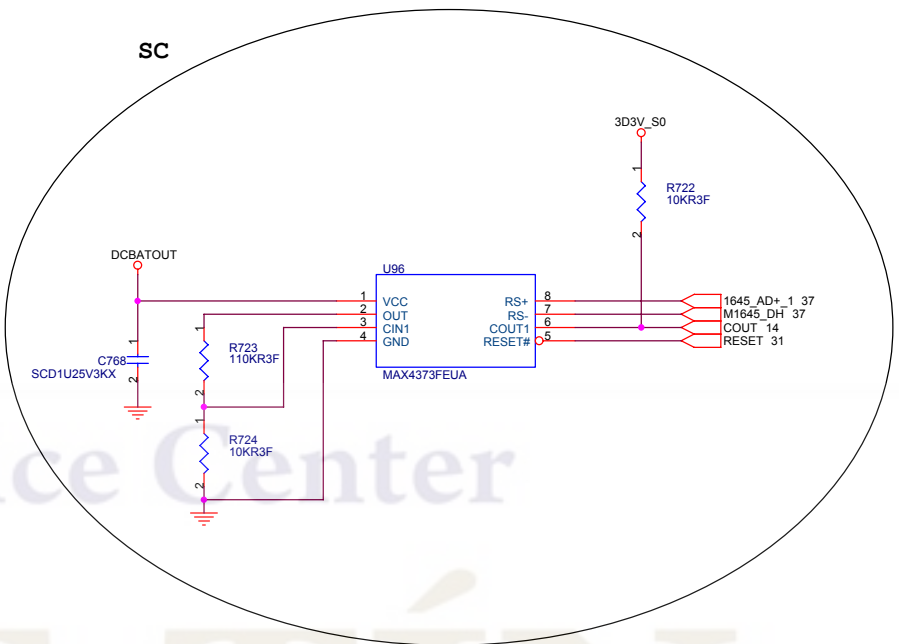 SC
3D3V_S0
1
R722
10KR3F
2
DCBATOUT
U96
1 VCC RS+ 8 1645_AD+_1 37
2 OUT RS- 7 M1645_DH 37
3 CIN1 COUT1 6 COUT 14
4 GND RESET# 5 RESET 31
MAX4373FEUA
1
C768
SCD1U25V3KX
2
1
R723
110KR3F
2
1
R724
10KR3F
2
ce Center